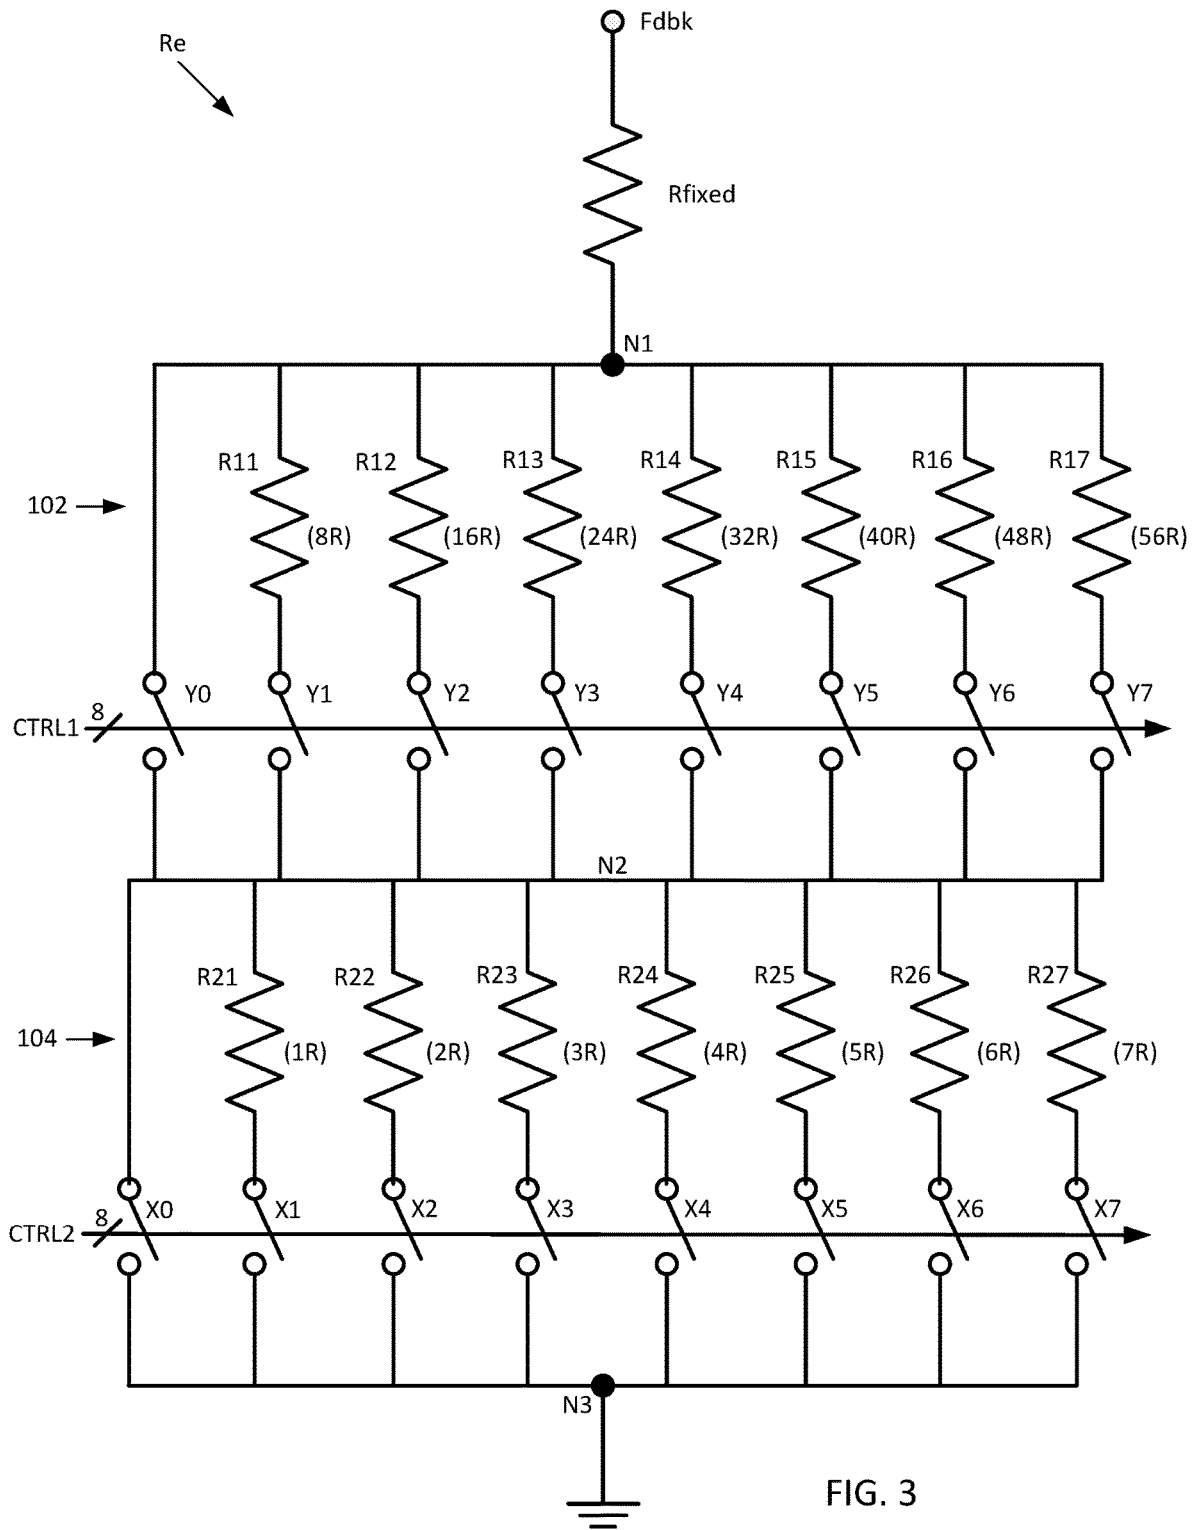 Fdbk
Re
Rfixed
N1
R11 R12 R13 R14 R15 R16 R17
102
(8R) (16R) (24R) (32R) (40R) (48R) (56R)
Y0 Y1 Y2 Y3 Y4 Y5 Y6 Y7
8
CTRL1
N2
R21 R22 R23 R24 R25 R26 R27
104
(1R) (2R) (3R) (4R) (5R) (6R) (7R)
X0 X1 X2 X3 X4 X5 X6 X7
8
CTRL2
N3
FIG. 3